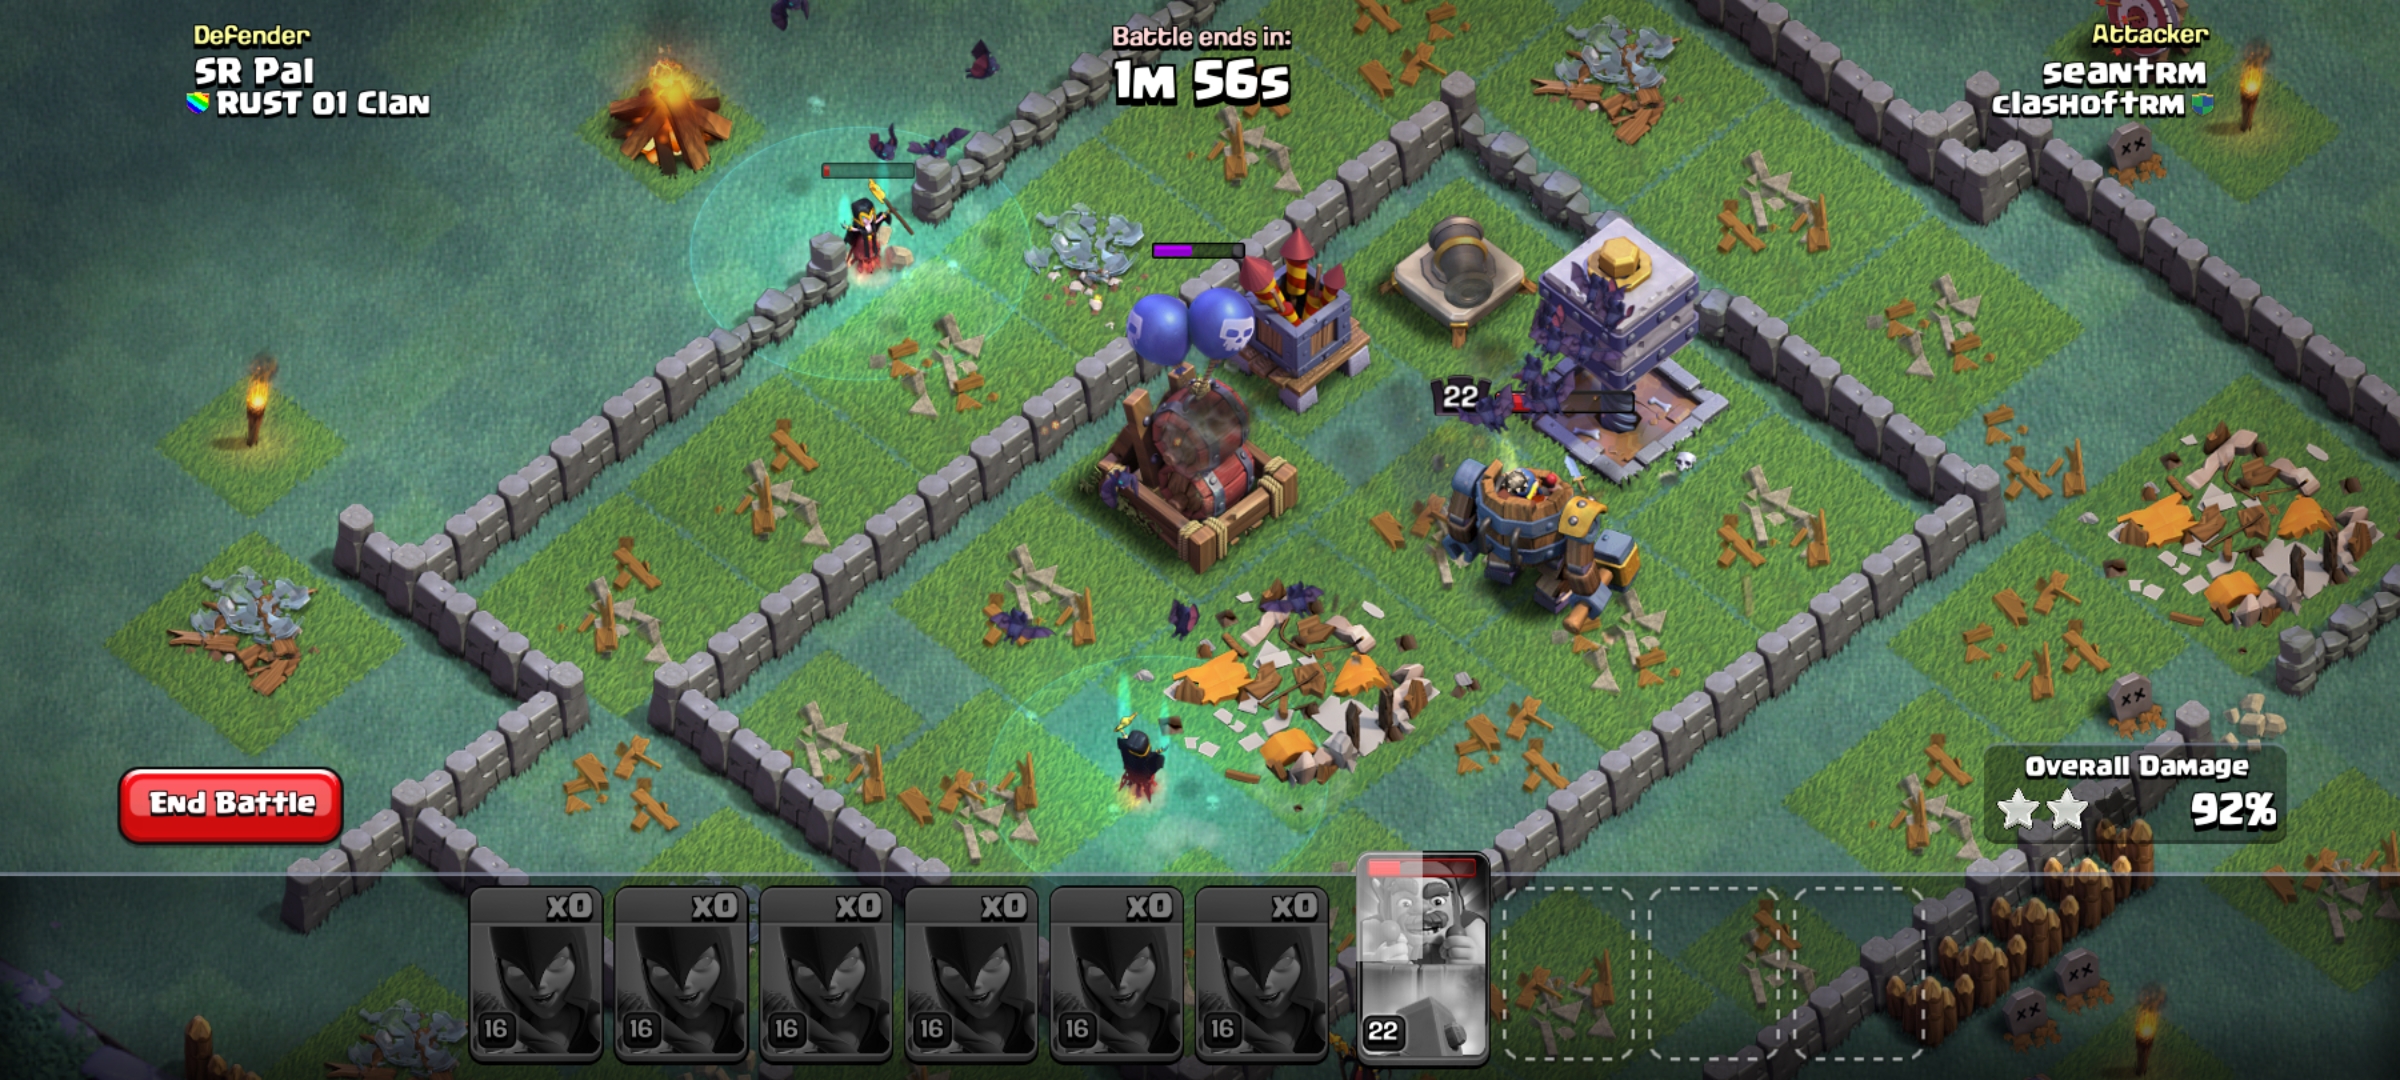 Defender
SR Pal
RUST 01 Clan
Battle ends in:
1M 56s
Attacker
seantRM
clashoftRM
22
End Battle
Overall Damage
92%
x0
x0
x0
x0
x0
x0
16
16
16
16
16
16
22